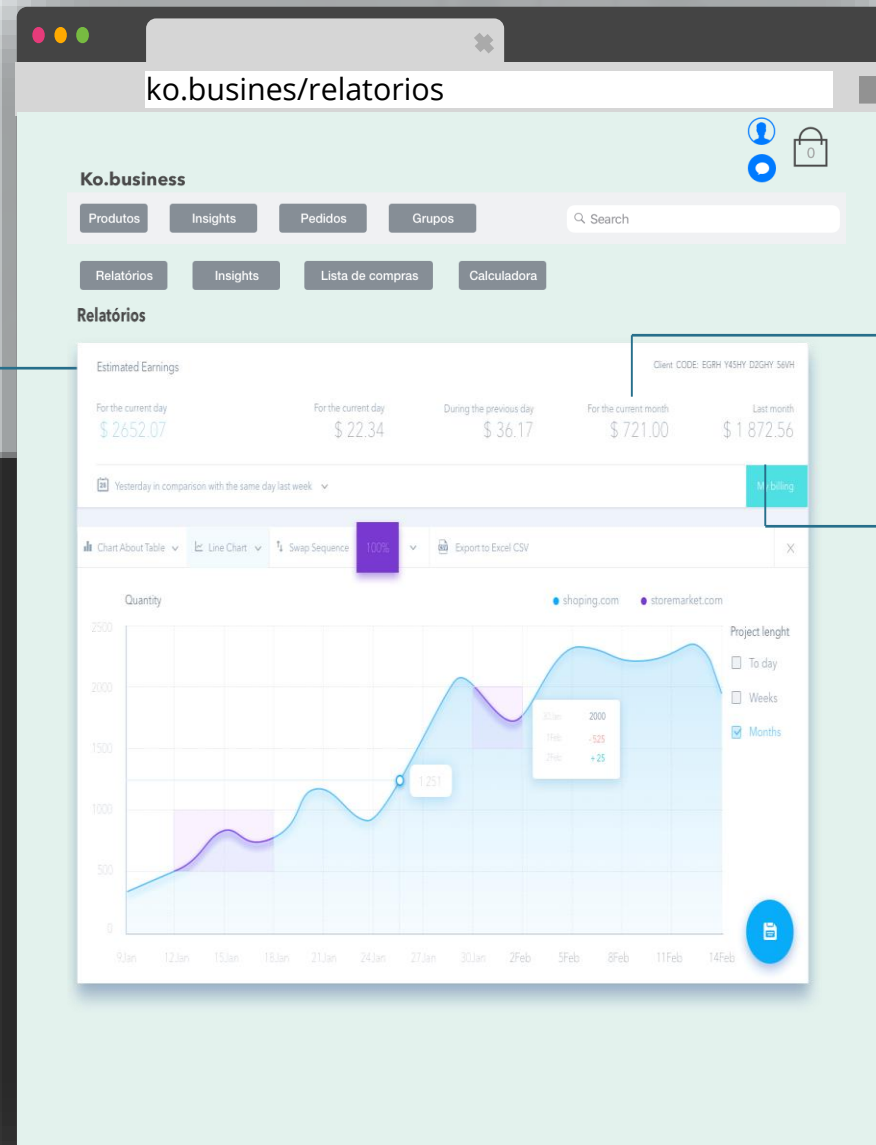 ko.busines/relatorios
0
Ko.business
Produtos Insights Pedidos Grupos Search
Relatórios Insights Lista de compras Calculadora
Relatórios
Estimated Earnings Client CODE: EGRH Y45HY D2GHY 56VH
For the current day For the current day During the previous day For the current month Last month
$ 2652.07 $ 22.34 $ 36.17 $ 721.00 $ 1 872.56
Yesterday in comparison with the same day last week My billing
Chart About Table Line Chart Swap Sequence 100% Export to Excel CSV X
Quantity shoping.com storemarket.com
2500
Project lenght
To day
2000
Weeks
Months
30Jan 2000
1Feb -525
2Feb +25
1500
1 251
1000
500
0
9Jan 12Jan 15Jan 18Jan 21Jan 24Jan 27Jan 30Jan 2Feb 5Feb 8Feb 11Feb 14Feb